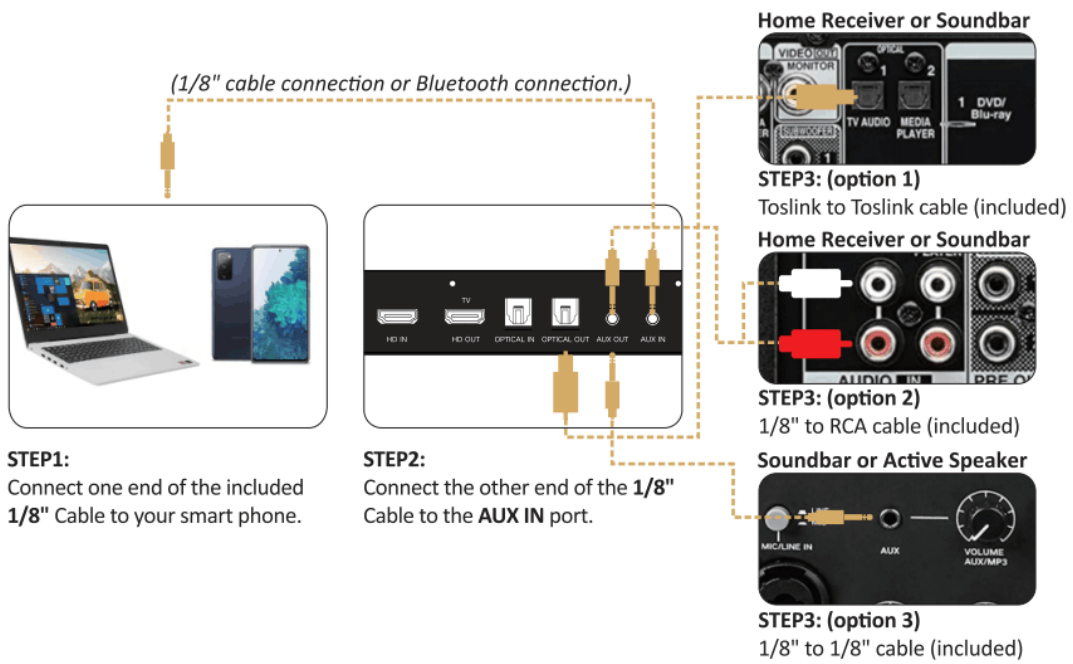 (1/8" cable connection or Bluetooth connection.)
STEP1:
Connect one end of the included
1/8" Cable to your smart phone.
TV
HD IN
HD OUT
OPTICAL IN
OPTICAL OUT
AUX OUT
AUX IN
STEP2:
Connect the other end of the 1/8"
Cable to the AUX IN port.
Home Receiver or Soundbar
VIDEO OUT
MONITOR
OPTICAL
1
2
TV AUDIO
MEDIA
PLAYER
1 DVD/
Blu-ray
SUBWOOFER
1
STEP3: (option 1)
Toslink to Toslink cable (included)
Home Receiver or Soundbar
AUDIO IN
STEP3: (option 2)
1/8" to RCA cable (included)
Soundbar or Active Speaker
MIC/LINE IN
AUX
VOLUME
AUX/MP3
STEP3: (option 3)
1/8" to 1/8" cable (included)